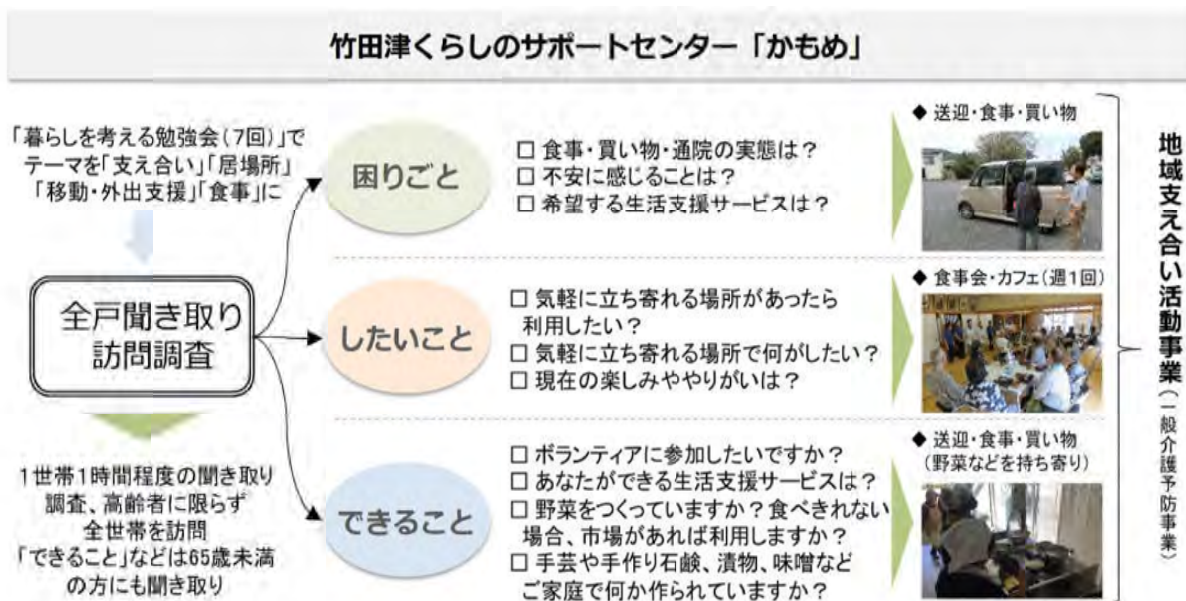 竹田津くらしのサポートセンター「かもめ」
「暮らしを考える勉強会(7回)」で
テーマを「支え合い」「居場所」
「移動・外出支援」「食事」に
全戸聞き取り
訪問調査
1世帯1時間程度の聞き取り
調査、高齢者に限らず
全世帯を訪問
「できること」などは65歳未満
の方にも聞き取り
困りごと
□ 食事・買い物・通院の実態は?
□ 不安に感じることは?
□ 希望する生活支援サービスは?
◆ 送迎・食事・買い物
したいこと
□ 気軽に立ち寄れる場所があったら
利用したい?
□ 気軽に立ち寄れる場所で何がしたい?
□ 現在の楽しみややりがいは?
◆ 食事会・カフェ(週1回)
できること
□ ボランティアに参加したいですか?
□ あなたができる生活支援サービスは?
□ 野菜をつくっていますか?食べきれない
場合、市場があれば利用しますか?
□ 手芸や手作り石鹸、漬物、味噌など
ご家庭で何か作られていますか?
◆ 送迎・食事・買い物
(野菜などを持ち寄り)
地域支え合い活動事業(一般介護予防事業)